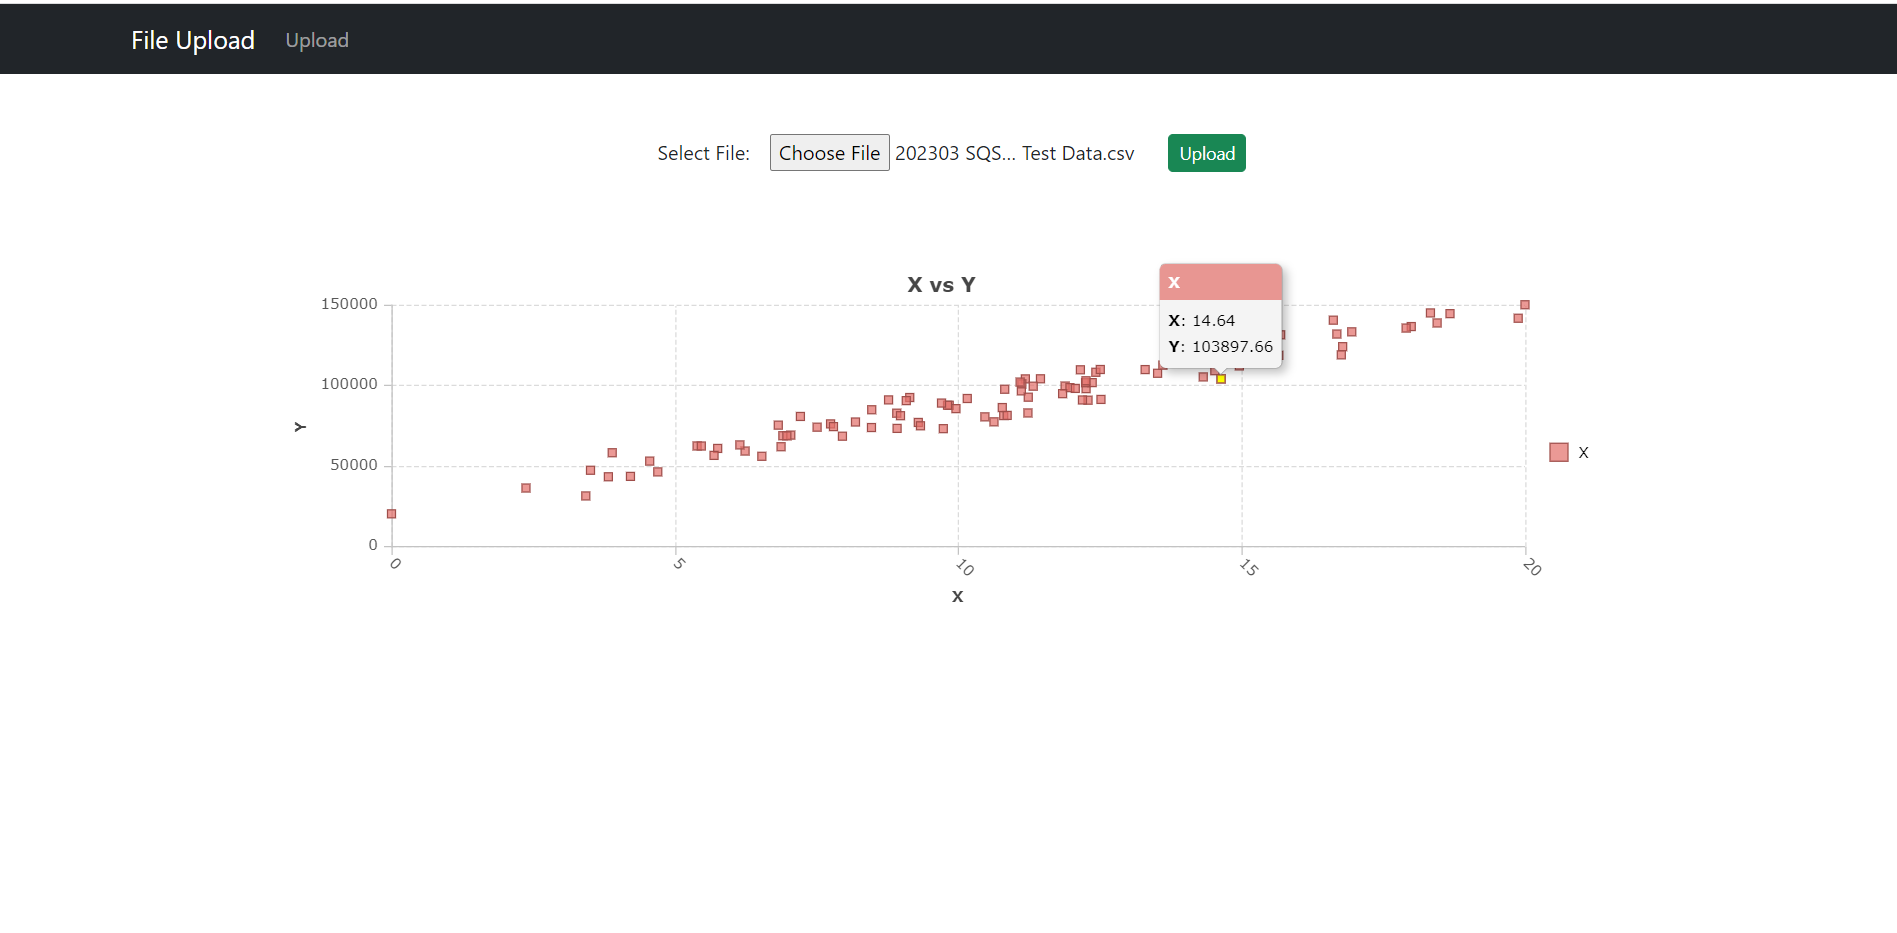 File Upload Upload
Select File: Choose File 202303 SQS... Test Data.csv Upload
X vs Y
X
X: 14.64
Y: 103897.66
150000
100000
50000
0
Y
0 5 10 15 20
X
X